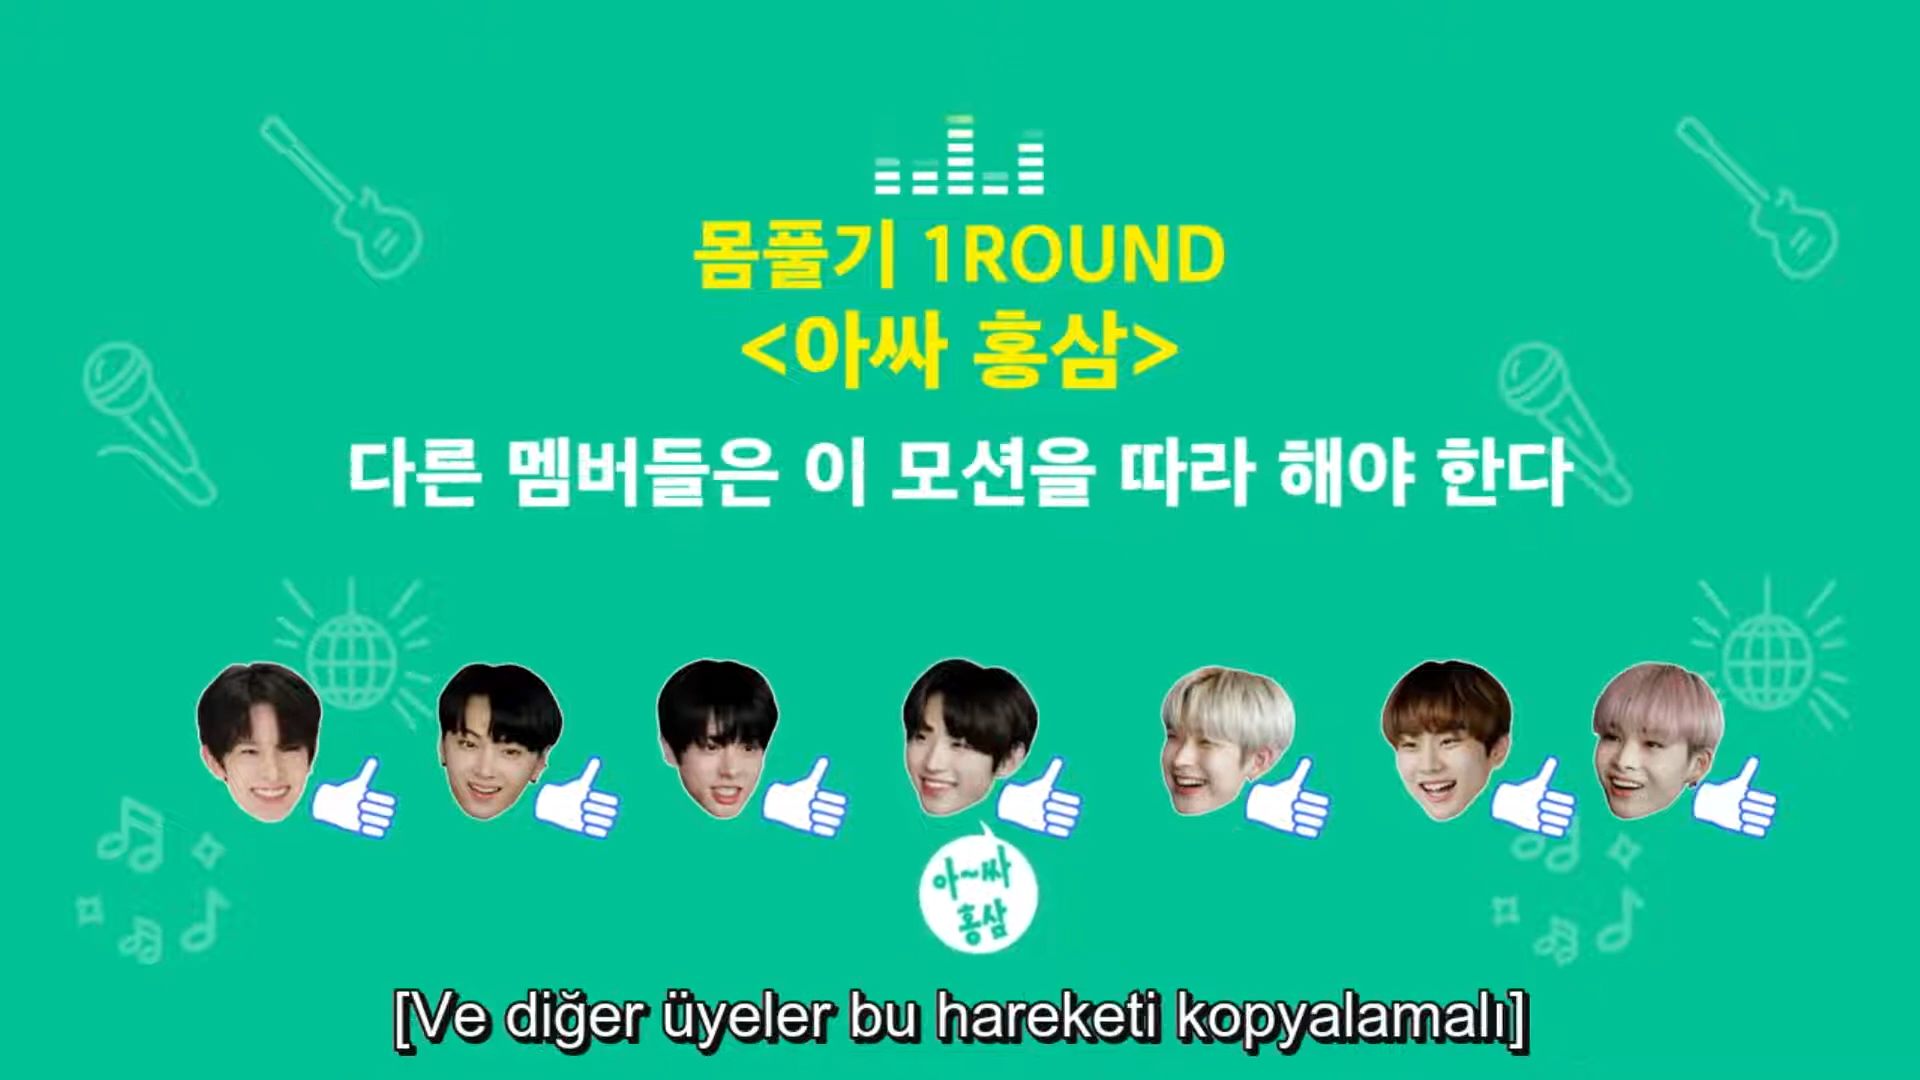 몸풀기 1ROUND
<아싸 홍삼>
다른 멤버들은 이 모션을 따라 해야 한다
아~싸
홍삼
[Ve diğer üyeler bu hareketi kopyalamalı]